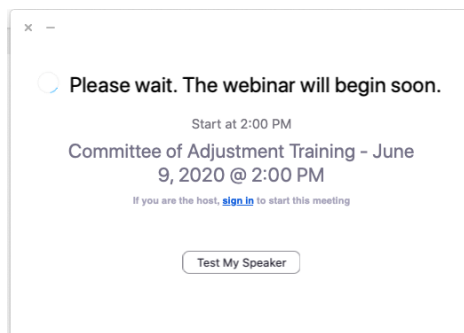 Please wait. The webinar will begin soon.
Start at 2:00 PM
Committee of Adjustment Training - June
9, 2020 @ 2:00 PM
If you are the host, sign in to start this meeting
Test My Speaker